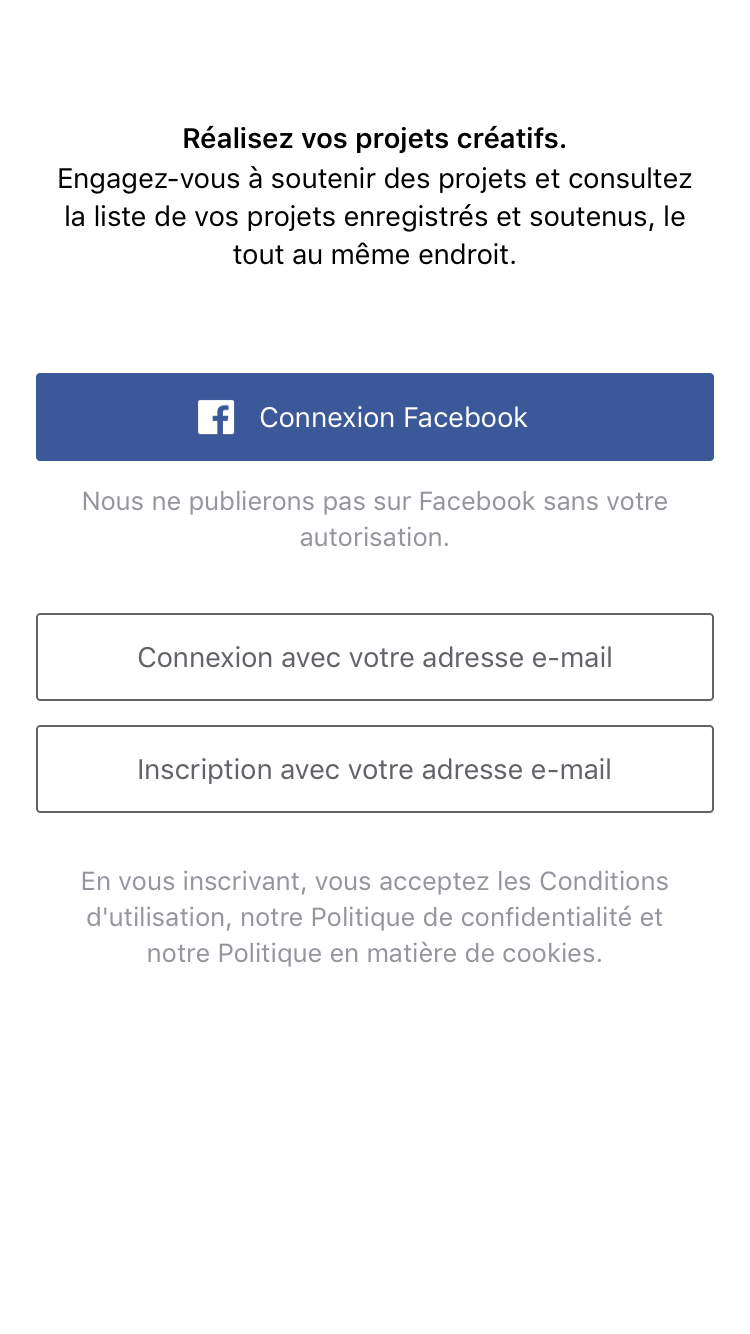 Réalisez vos projets créatifs.
Engagez-vous à soutenir des projets et consultez
la liste de vos projets enregistrés et soutenus, le
tout au même endroit.
Connexion Facebook
Nous ne publierons pas sur Facebook sans votre
autorisation.
Connexion avec votre adresse e-mail
Inscription avec votre adresse e-mail
En vous inscrivant, vous acceptez les Conditions
d'utilisation, notre Politique de confidentialité et
notre Politique en matière de cookies.